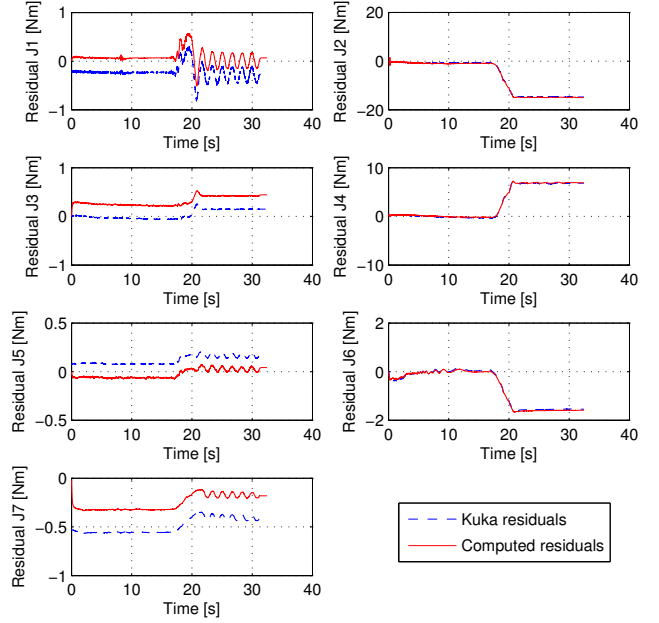 1
0
−1
Residual J1 [Nm]
0 10 20 30 40
Time [s]
20
0
−20
Residual J2 [Nm]
0 10 20 30 40
Time [s]
1
0
−1
Residual J3 [Nm]
0 10 20 30 40
Time [s]
10
0
−10
Residual J4 [Nm]
0 10 20 30 40
Time [s]
0.5
0
−0.5
Residual J5 [Nm]
0 10 20 30 40
Time [s]
2
0
−2
Residual J6 [Nm]
0 10 20 30 40
Time [s]
0
−0.5
−1
Residual J7 [Nm]
0 10 20 30 40
Time [s]
Kuka residuals
Computed residuals